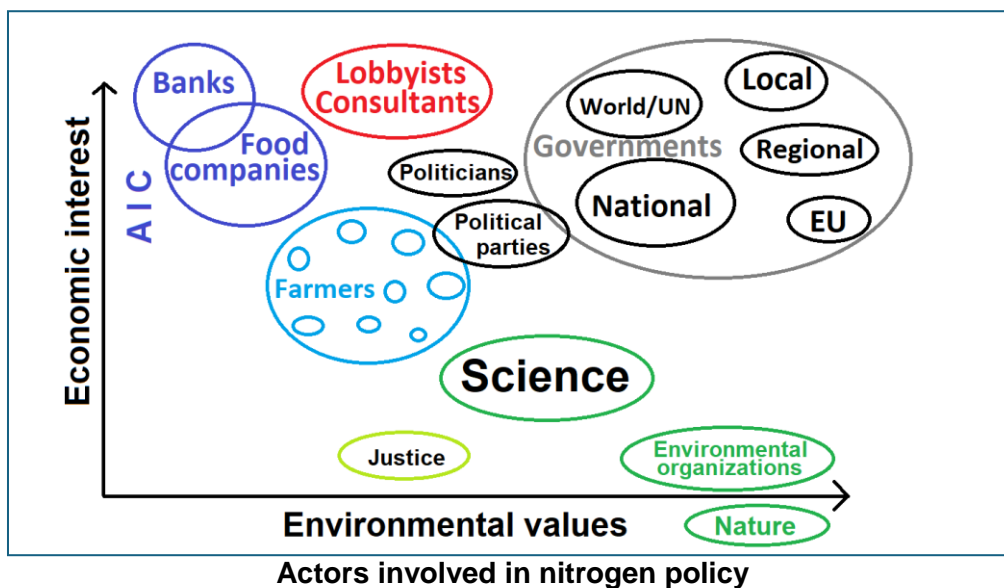 Economic interest
A I C
Banks
Food
companies
Lobbyists
Consultants
Politicians
Political
parties
Governments
World/UN
Local
Regional
National
EU
Farmers
Science
Justice
Environmental
organizations
Environmental values
Nature
Actors involved in nitrogen policy